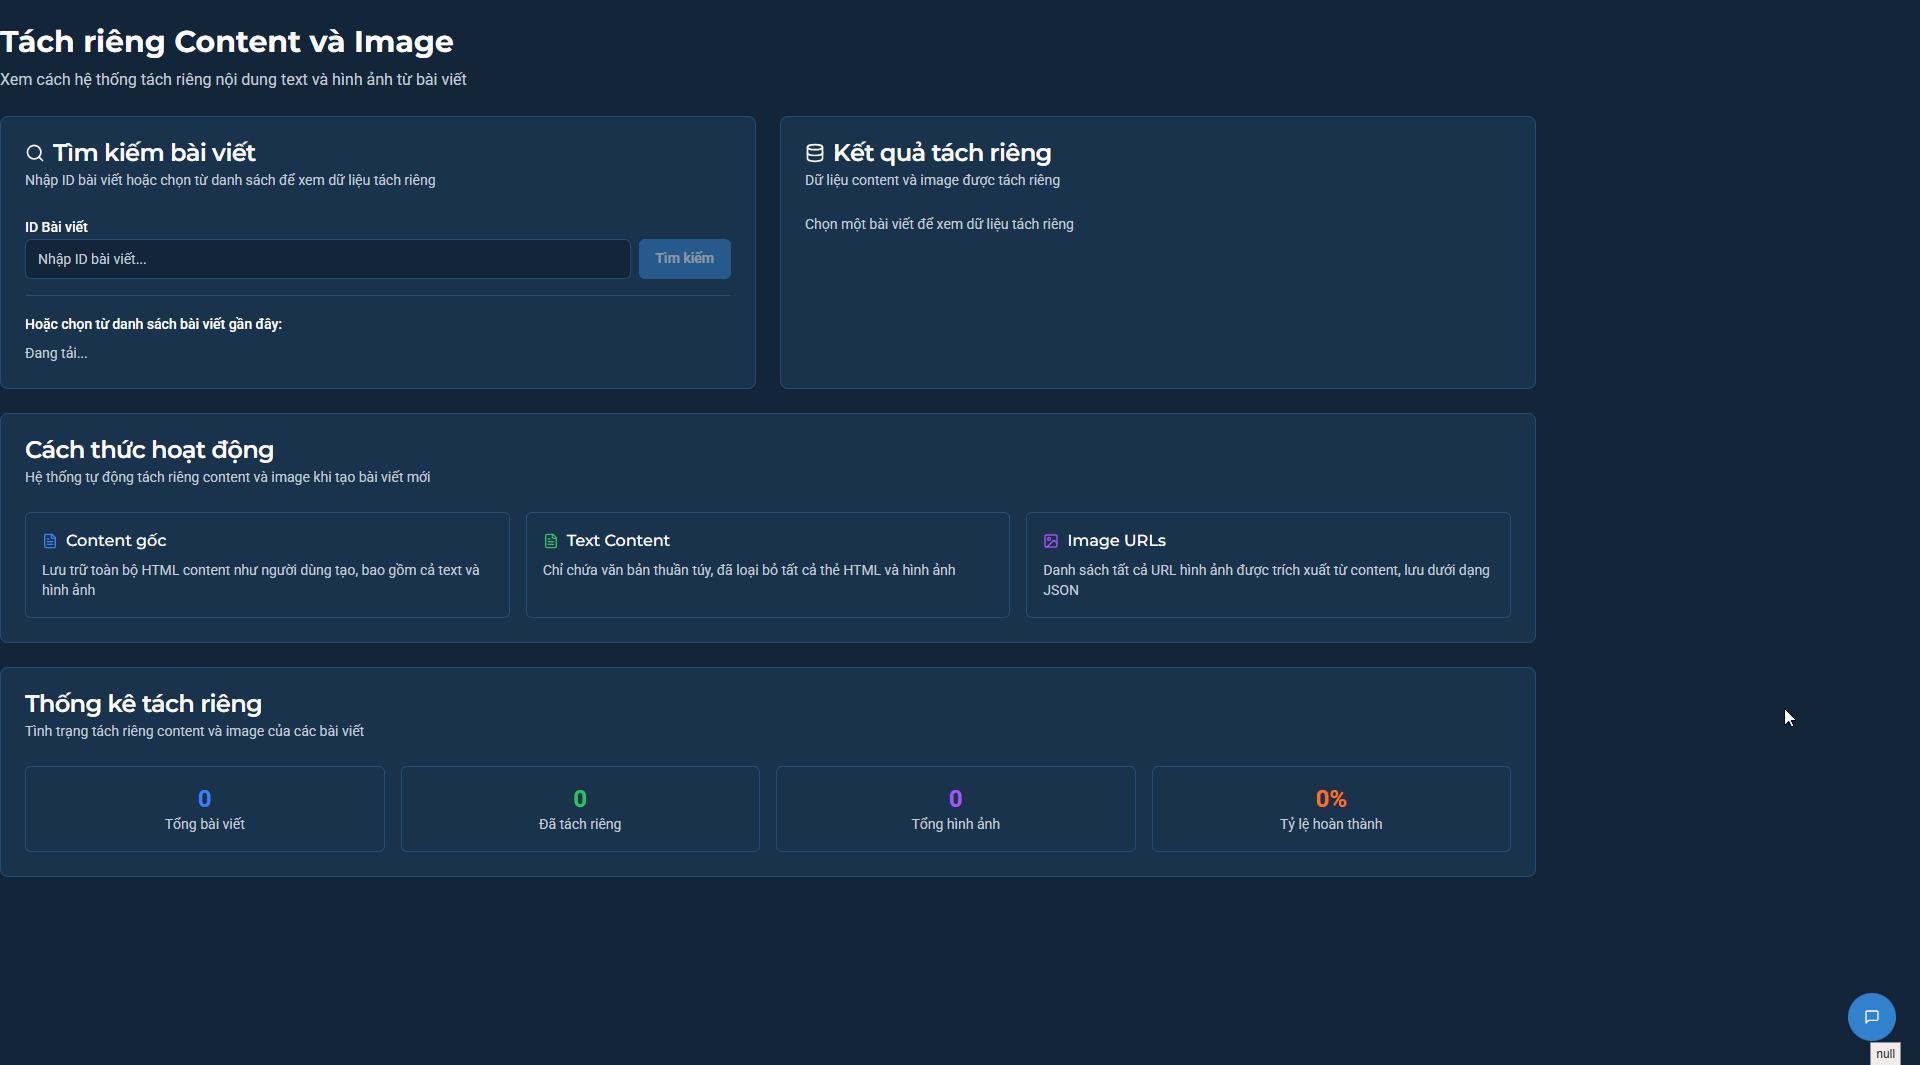 Tách riêng Content và Image
Xem cách hệ thống tách riêng nội dung text và hình ảnh từ bài viết
Tìm kiếm bài viết
Nhập ID bài viết hoặc chọn từ danh sách để xem dữ liệu tách riêng
ID Bài viết
Nhập ID bài viết...
Tìm kiếm
Hoặc chọn từ danh sách bài viết gần đây:
Đang tải...
Kết quả tách riêng
Dữ liệu content và image được tách riêng
Chọn một bài viết để xem dữ liệu tách riêng
Cách thức hoạt động
Hệ thống tự động tách riêng content và image khi tạo bài viết mới
Content gốc
Lưu trữ toàn bộ HTML content như người dùng tạo, bao gồm cả text và
hình ảnh
Text Content
Chỉ chứa văn bản thuần túy, đã loại bỏ tất cả thẻ HTML và hình ảnh
Image URLs
Danh sách tất cả URL hình ảnh được trích xuất từ content, lưu dưới dạng
JSON
Thống kê tách riêng
Tình trạng tách riêng content và image của các bài viết
0
Tổng bài viết
0
Đã tách riêng
0
Tổng hình ảnh
0%
Tỷ lệ hoàn thành
null